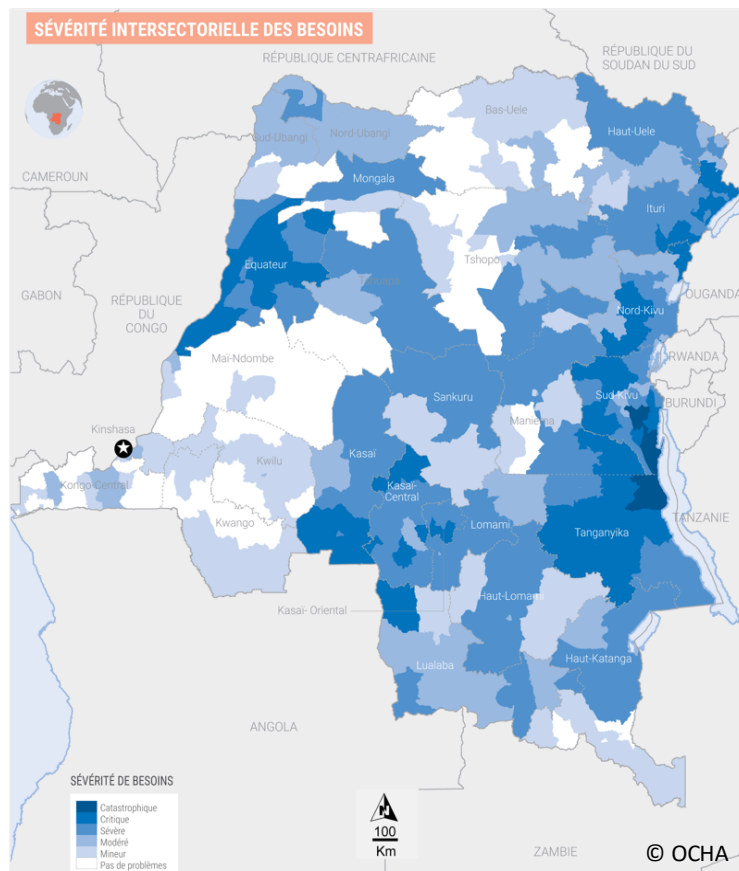 SÉVÉRITÉ INTERSECTORIELLE DES BESOINS
RÉPUBLIQUE CENTRAFRICAINE
RÉPUBLIQUE DU
SOUDAN DU SUD
Bas-Uele
Haut-Uele
Sud-Ubangi
Nord-Ubangi
CAMEROUN
Mongala
Ituri
Equateur
Tshopo
Tshuapa
GABON
RÉPUBLIQUE
DU
CONGO
OUGANDA
Nord-Kivu
Maï-Ndombe
RWANDA
Sankuru
Sud-Kivu
BURUNDI
Maniema
Kinshasa
Kasaï
Kwilu
Kongo-Central
Kasaï-
Central
Kwango
Lomami
TANZANIE
Tanganyika
Kasaï- Oriental
Haut-Lomami
Lualaba
Haut-Katanga
ANGOLA
SÉVÉRITÉ DE BESOINS
Catastrophique
Critique
Sévère
Modéré
Mineur
Pas de problèmes
N
100
Km
ZAMBIE
© OCHA